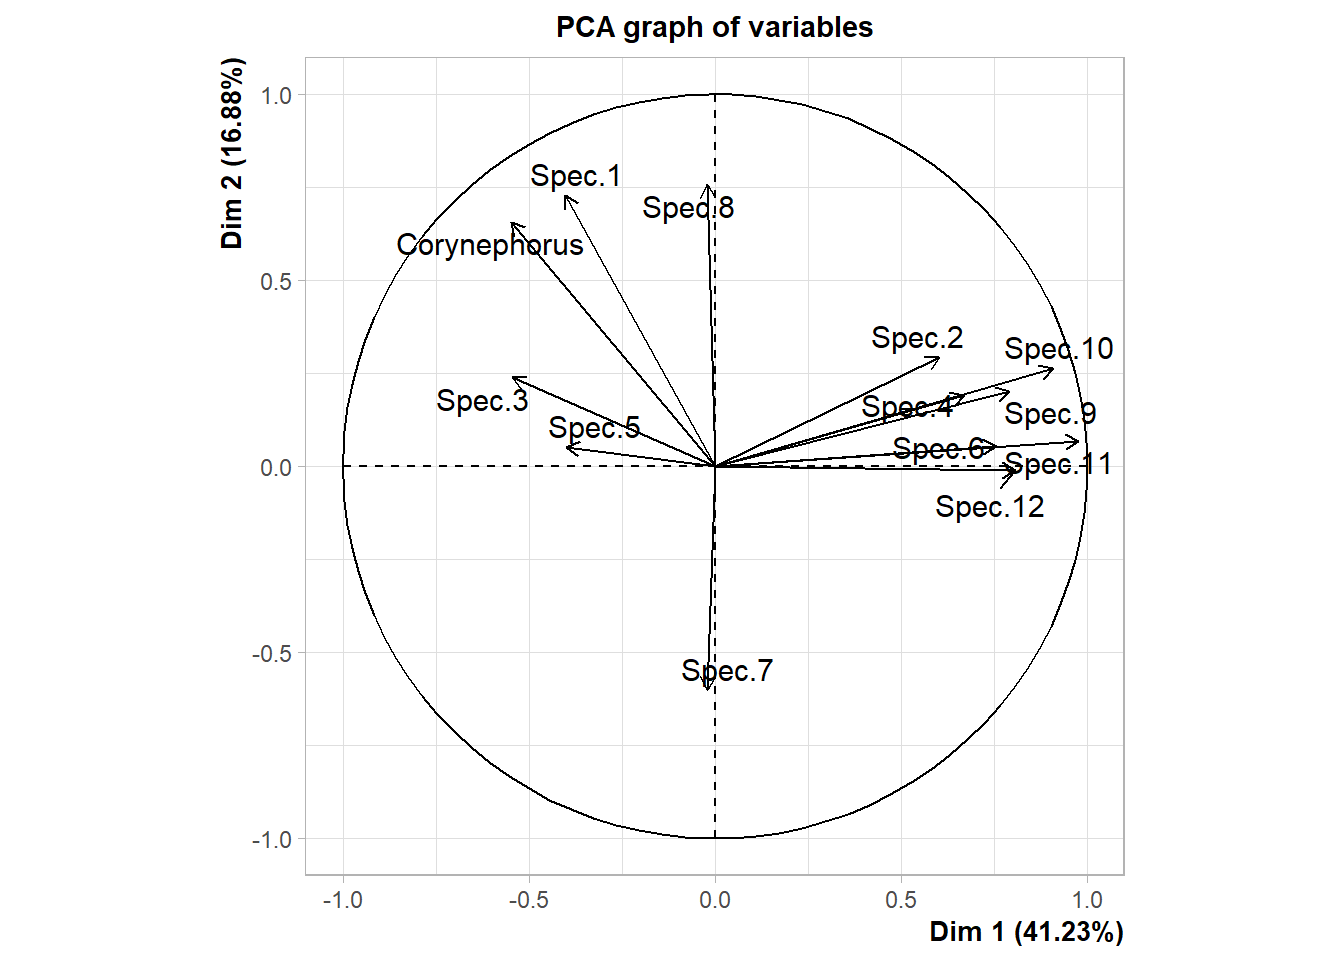 PCA graph of variables
Dim 2 (16.88%)
1.0
0.5
0.0
-0.5
-1.0
Spec.1
Spec.8
Corynephorus
Spec.2
Spec.10
Spec.3
Spec.4
Spec.9
Spec.5
Spec.6
Spec.11
Spec.12
Spec.7
-1.0
-0.5
0.0
0.5
1.0
Dim 1 (41.23%)